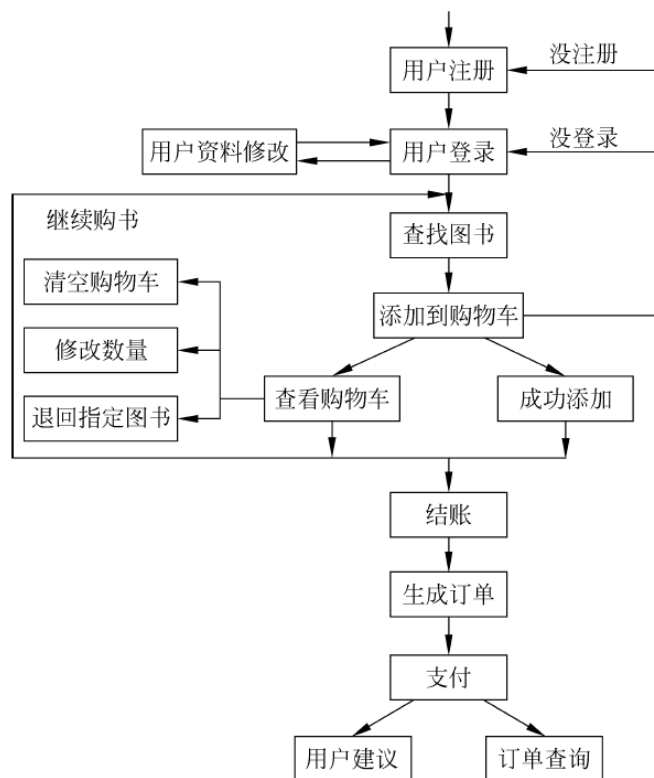 用户注册
没注册
用户资料修改
用户登录
没登录
继续购书
查找图书
清空购物车
添加到购物车
修改数量
退回指定图书
查看购物车
成功添加
结账
生成订单
支付
用户建议
订单查询